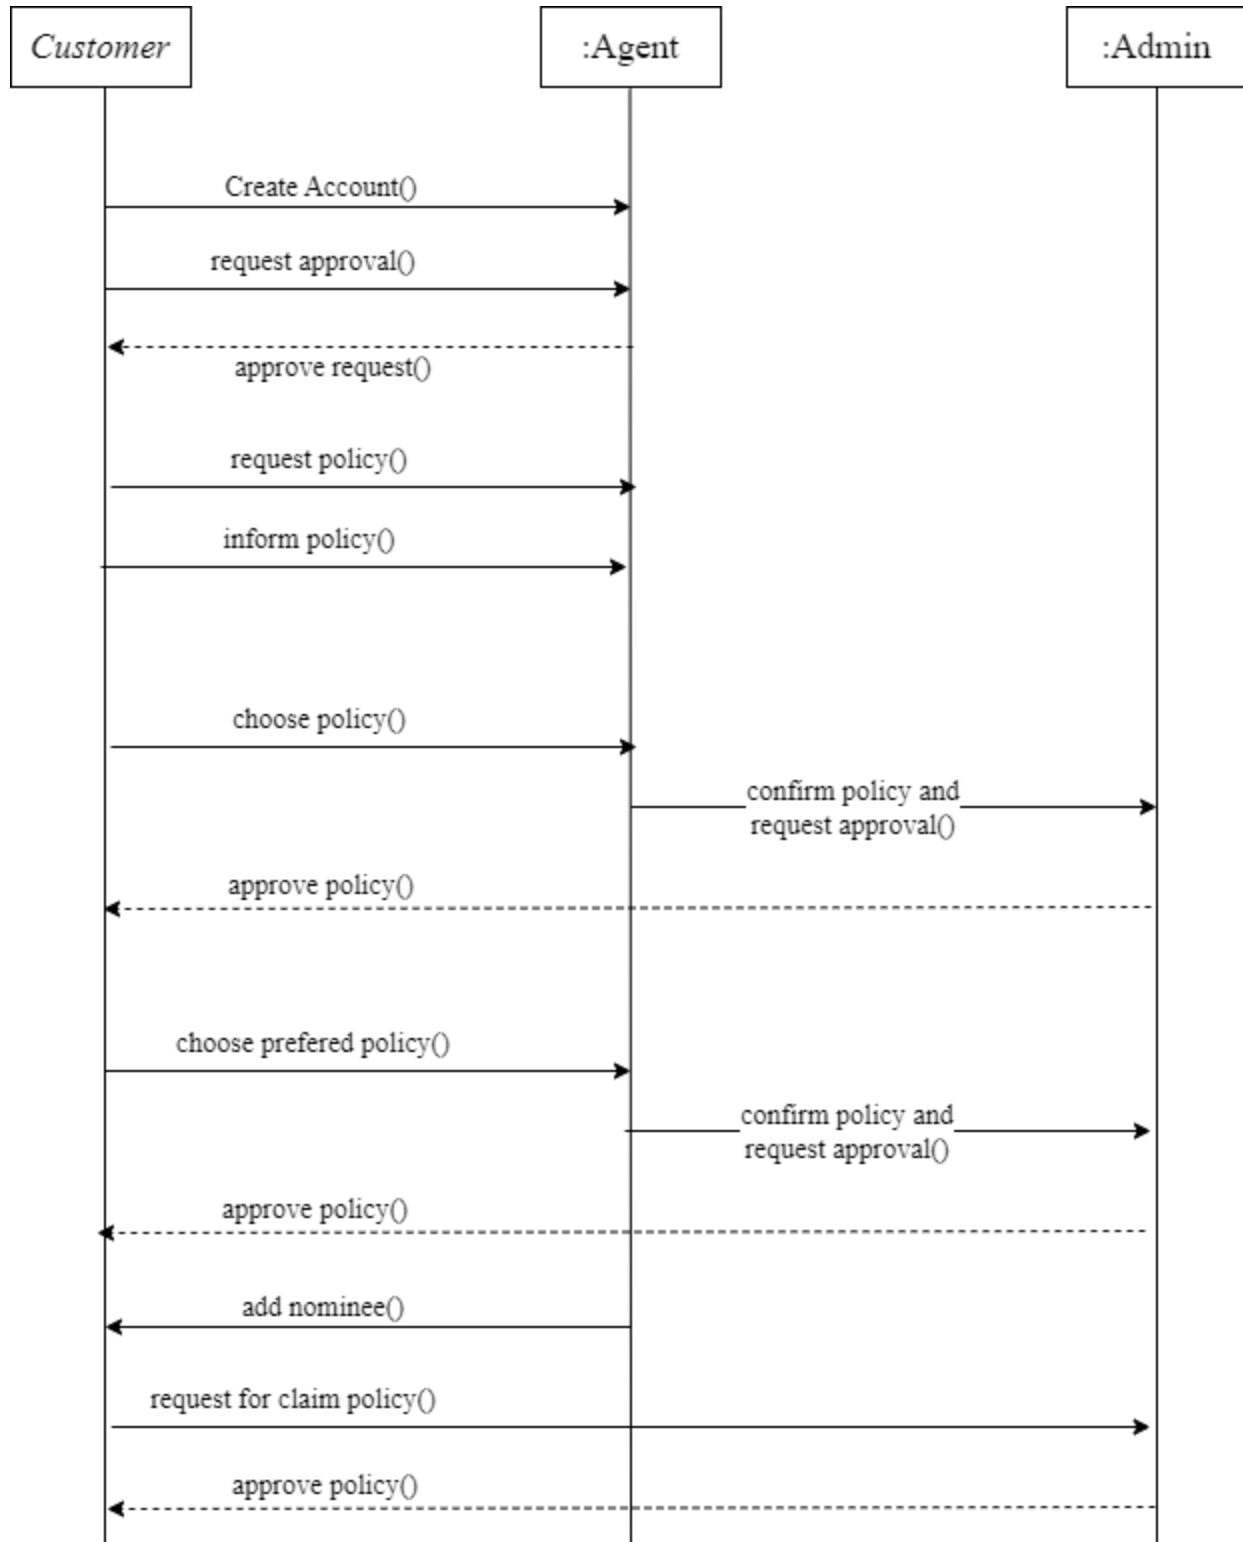 Customer
:Agent
:Admin
Create Account()
request approval()
approve request()
request policy()
inform policy()
choose policy()
confirm policy and
request approval()
approve policy()
choose prefered policy()
confirm policy and
request approval()
approve policy()
add nominee()
request for claim policy()
approve policy()